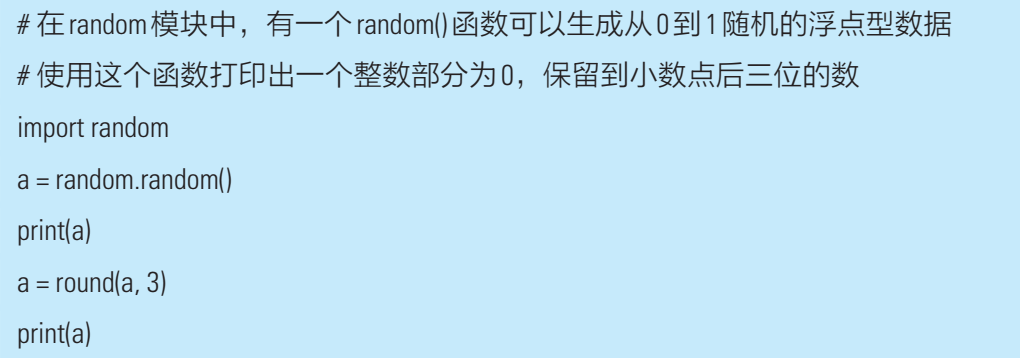 # 在random模块中，有一个random()函数可以生成从0到1随机的浮点型数据
# 使用这个函数打印出一个整数部分为0，保留到小数点后三位的数
import random
a = random.random()
print(a)
a = round(a, 3)
print(a)